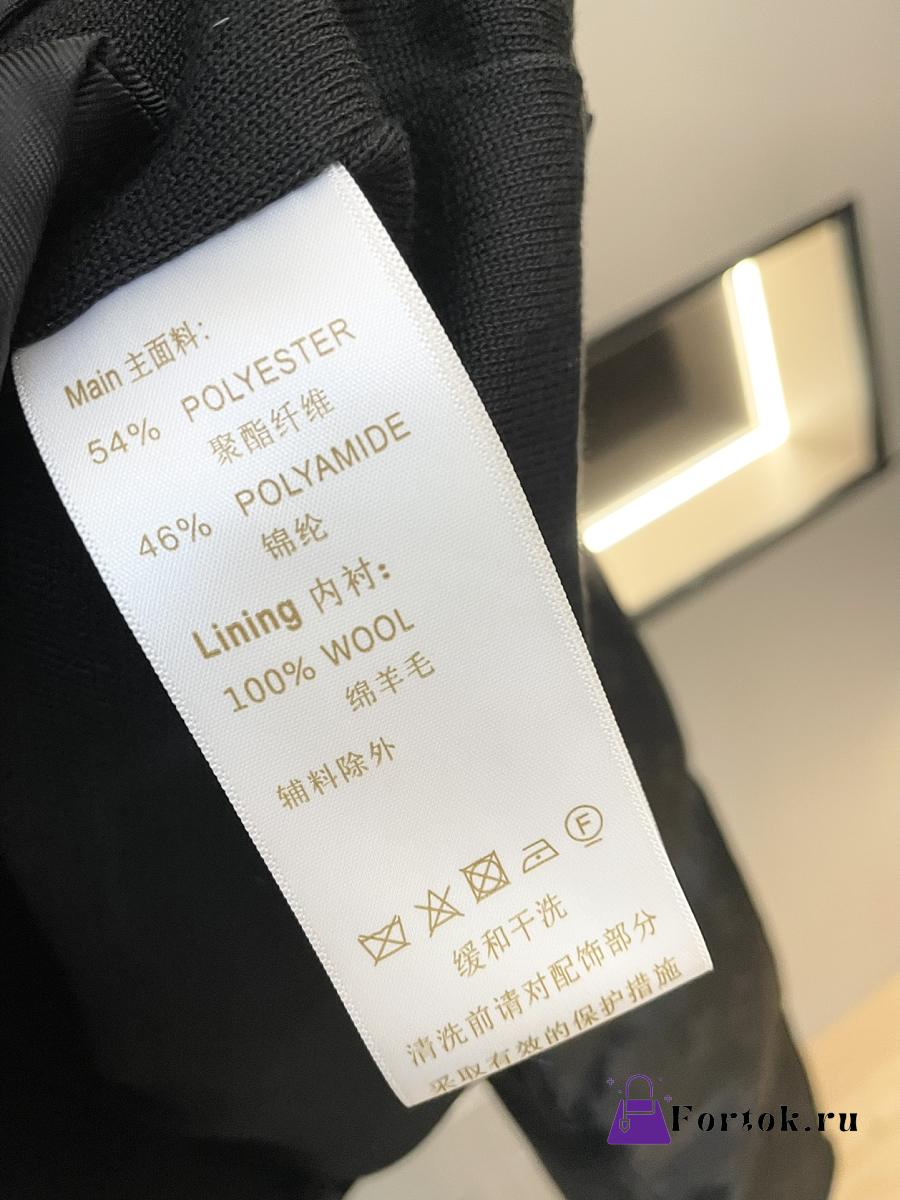 Main 主面料:
54% POLYESTER
聚酯纤维
46% POLYAMIDE
锦纶
Lining 内衬:
100% WOOL
绵羊毛
辅料除外
F
缓和干洗
清洗前请对配饰部分
采取有效的保护措施
Fortok.ru